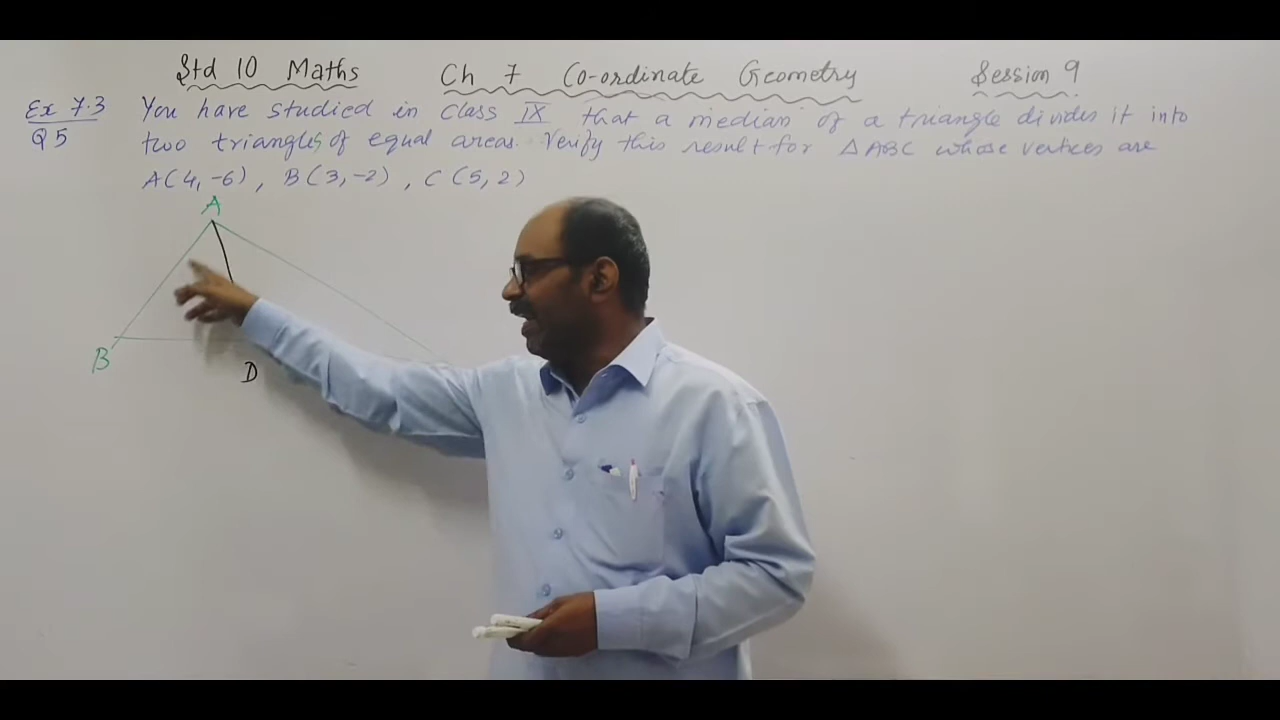 Std 10 Maths Ch 7 Co-ordinate Geometry Session 9
Ex 7.3 You have studied in Class IX that a median of a triangle divides it into
Q5 two triangles of equal areas. Verify this result for △ABC whose vertices are
A(4, -6) , B(3, -2) , C(5, 2)
A
B
D